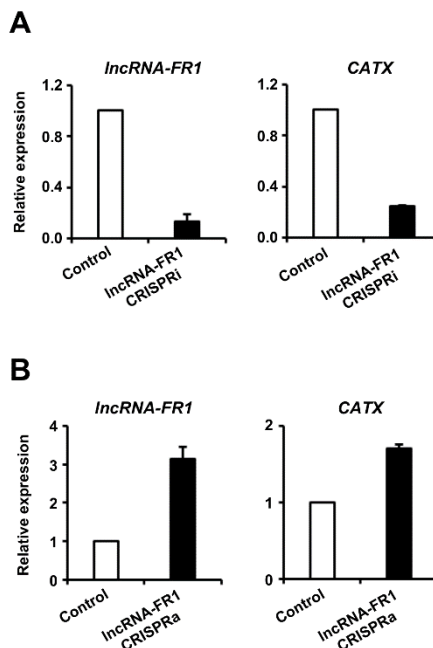 A
lncRNA-FR1
CATX
Relative expression
1.2
0.8
0.4
0.0
Control
lncRNA-FR1
CRISPRi
1.2
0.8
0.4
0.0
Control
lncRNA-FR1
CRISPRi
B
lncRNA-FR1
CATX
Relative expression
4
3
2
1
0
Control
lncRNA-FR1
CRISPRa
2
1
0
Control
lncRNA-FR1
CRISPRa